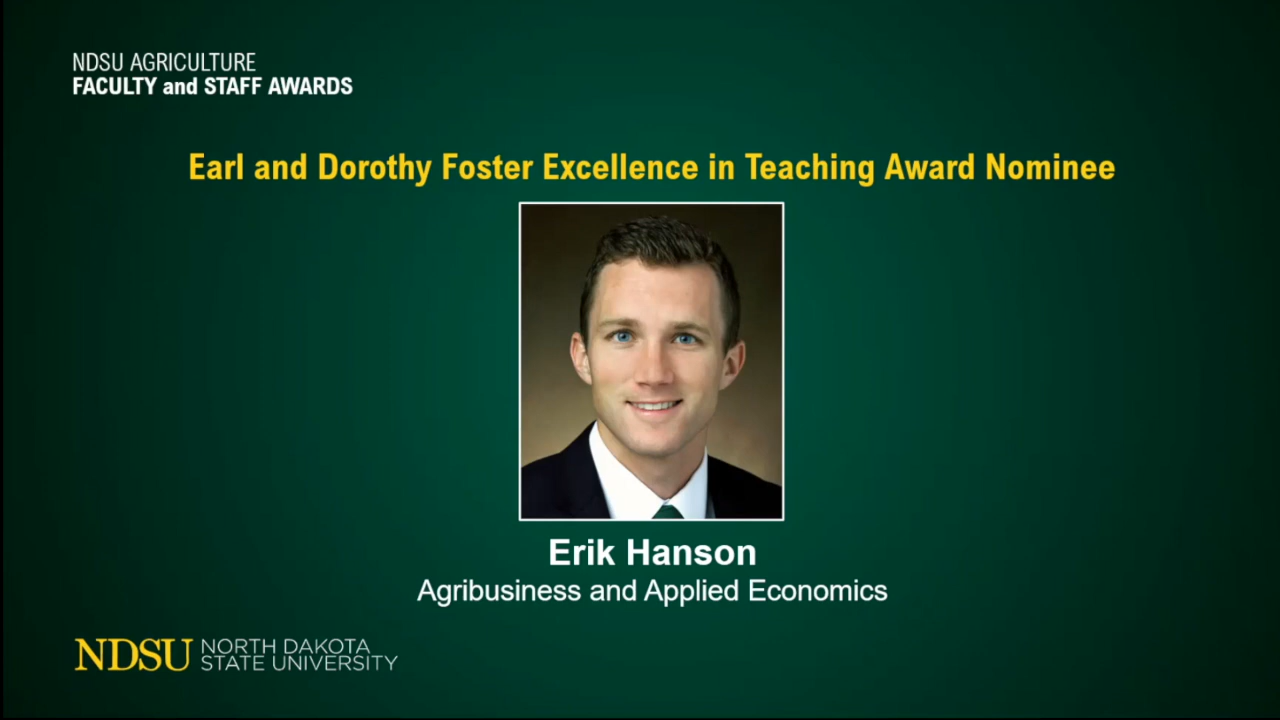 NDSU AGRICULTURE
FACULTY and STAFF AWARDS
Earl and Dorothy Foster Excellence in Teaching Award Nominee
Erik Hanson
Agribusiness and Applied Economics
NDSU NORTH DAKOTA
STATE UNIVERSITY